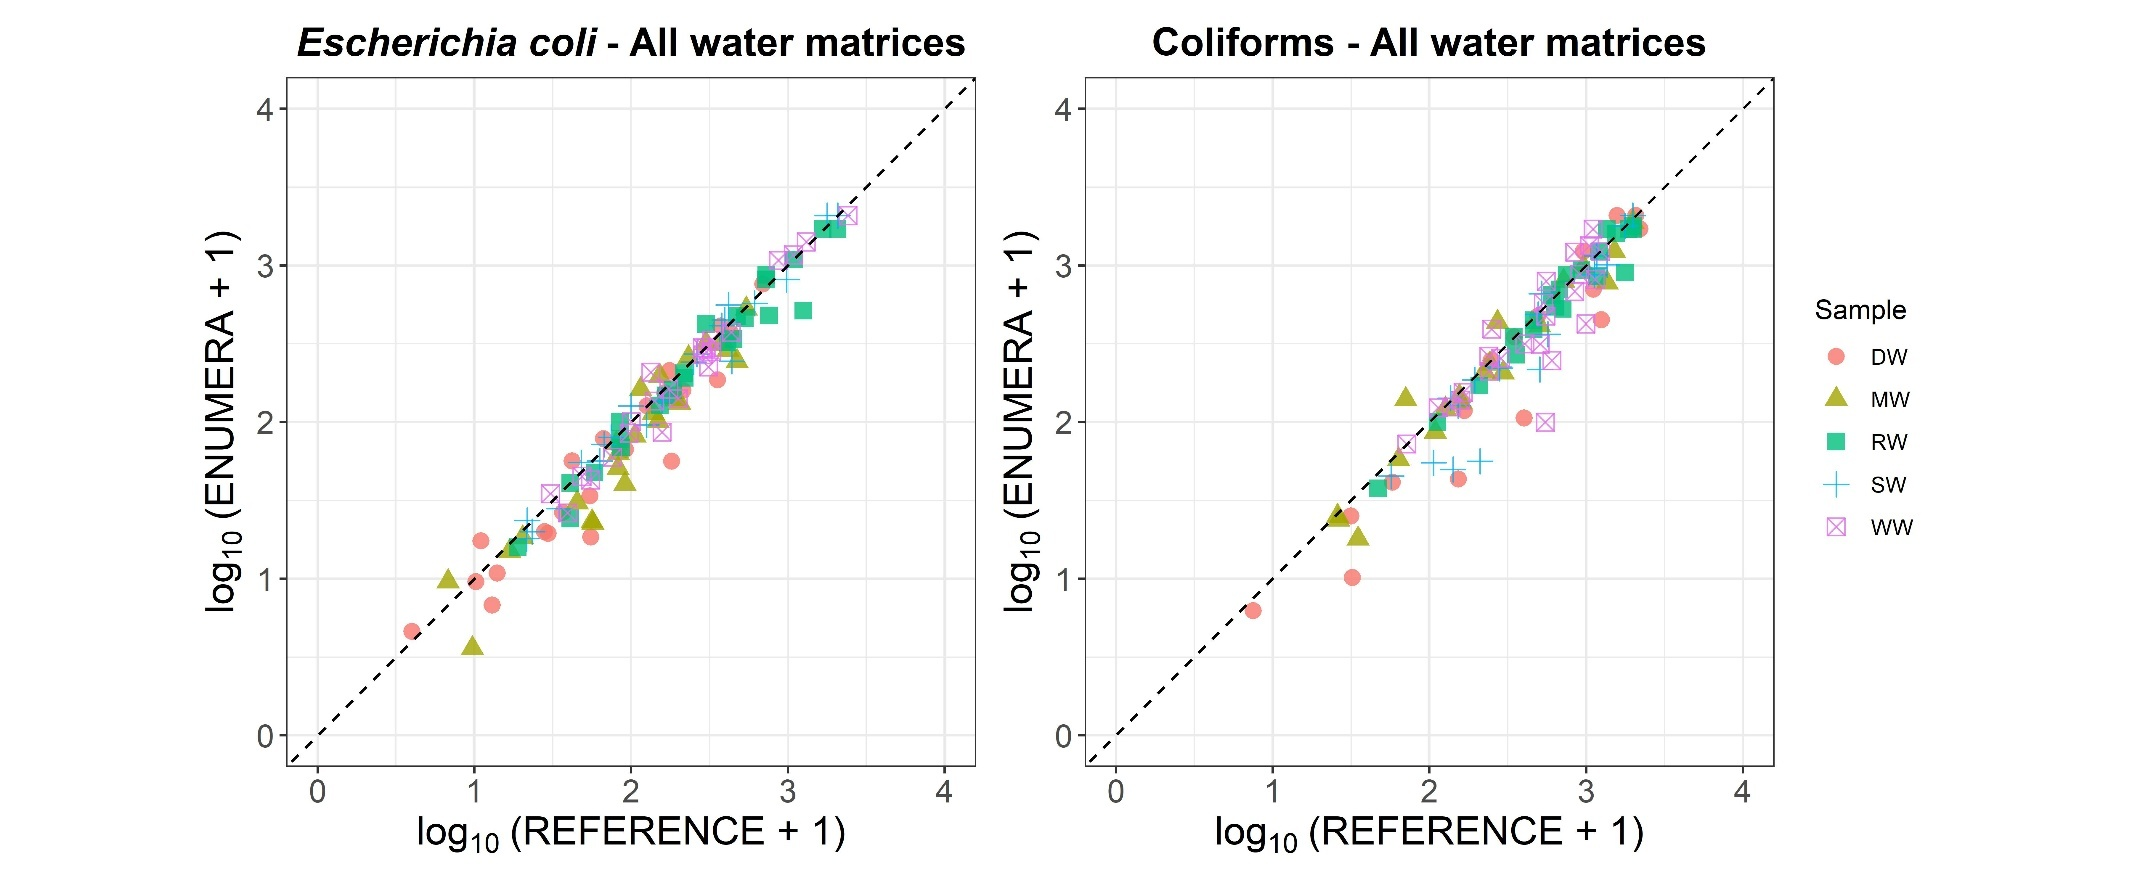 Escherichia coli - All water matrices
log10 (ENUMERA + 1)
4
3
2
1
0
0 1 2 3 4
log10 (REFERENCE + 1)
Coliforms - All water matrices
log10 (ENUMERA + 1)
4
3
2
1
0
0 1 2 3 4
log10 (REFERENCE + 1)
Sample
DW
MW
RW
SW
WW